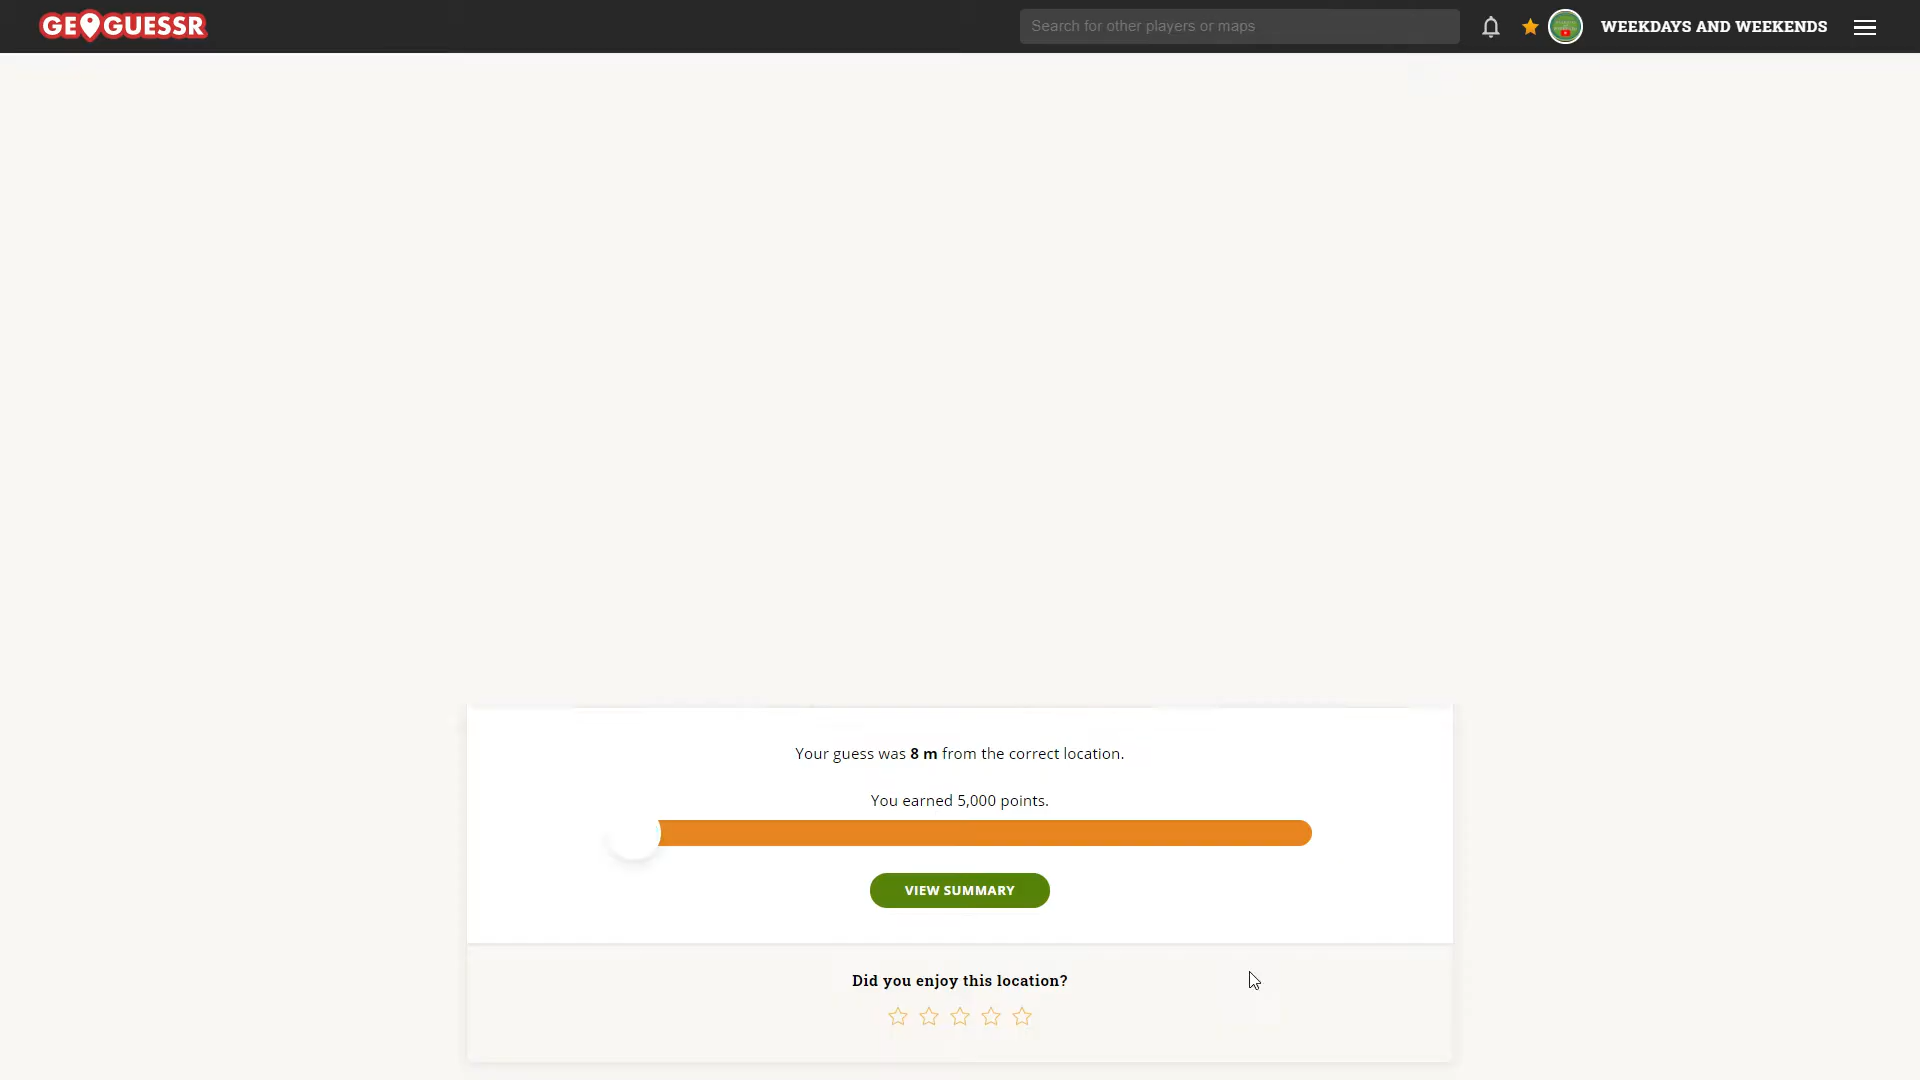 GEOGUESSR
Search for other players or maps
WEEKDAYS AND WEEKENDS
Your guess was 8 m from the correct location.
You earned 5,000 points.
VIEW SUMMARY
Did you enjoy this location?